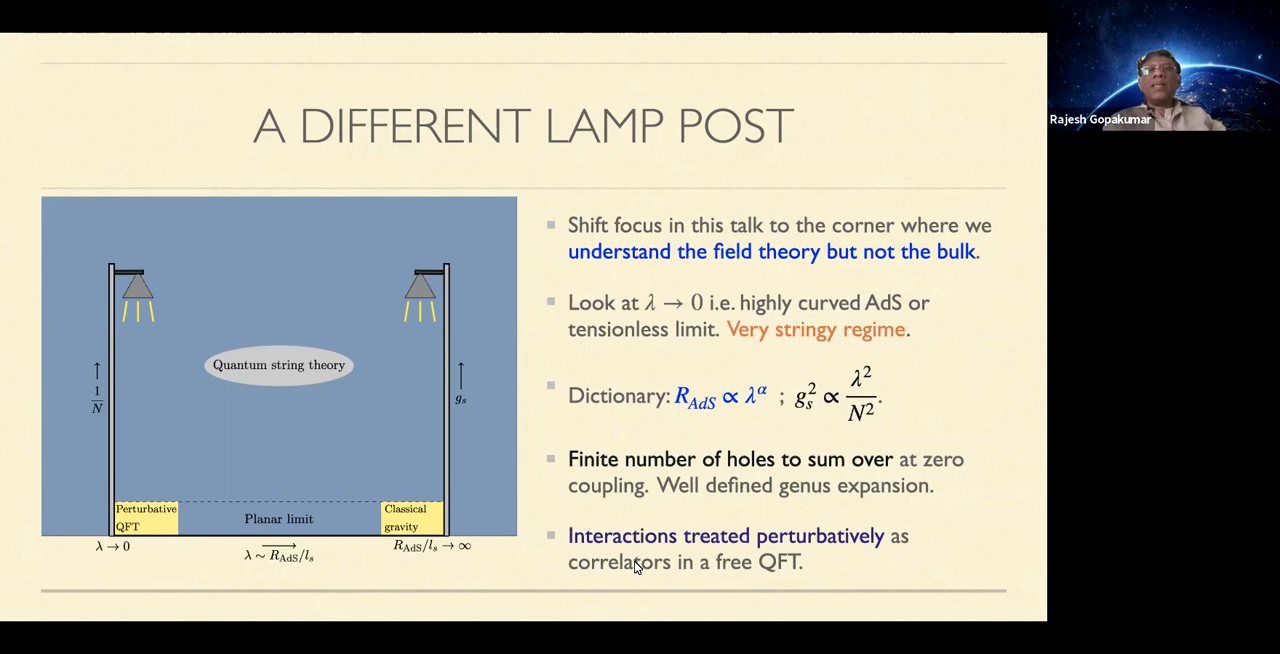 A DIFFERENT LAMP POST
Rajesh Gopakumar
Quantum string theory
↑
1/N
↑
g_s
Perturbative
QFT
Planar limit
Classical
gravity
λ → 0
→
λ ∼ R_AdS/l_s
R_AdS/l_s → ∞
Shift focus in this talk to the corner where we
understand the field theory but not the bulk.
Look at λ → 0 i.e. highly curved AdS or
tensionless limit. Very stringy regime.
Dictionary: R_AdS ∝ λ^α ; g_s^2 ∝ λ^2/N^2.
Finite number of holes to sum over at zero
coupling. Well defined genus expansion.
Interactions treated perturbatively as
correlators in a free QFT.